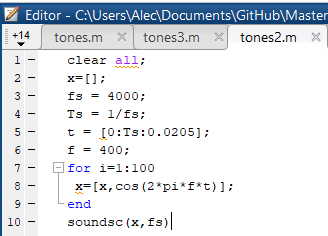 Editor - C:\Users\Alec\Documents\GitHub\Master
+14 tones.m tones3.m tones2.m
1 clear all;
2 x=[];
3 fs = 4000;
4 Ts = 1/fs;
5 t = [0:Ts:0.0205];
6 f = 400;
7 for i=1:100
8 x=[x,cos(2*pi*f*t)];
9 end
10 soundsc(x,fs)